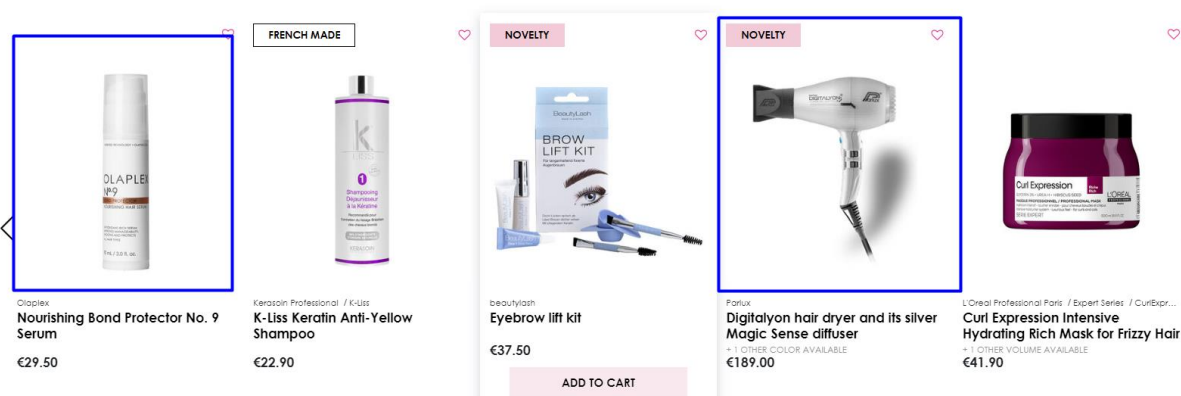 FRENCH MADE
NOVELTY
NOVELTY
OLAPLEX
Nº9
K
1
Shampooing
Déjaunisseur
à la Kératine
BeautyLash
BROW
LIFT KIT
DIGITALYON
Curl Expression
L'ORÉAL
SERIE EXPERT
Olaplex
Nourishing Bond Protector No. 9
Serum
€29.50
Kerasoin Professional / K-Liss
K-Liss Keratin Anti-Yellow
Shampoo
€22.90
beautylash
Eyebrow lift kit
€37.50
ADD TO CART
Parlux
Digitalyon hair dryer and its silver
Magic Sense diffuser
+ 1 OTHER COLOR AVAILABLE
€189.00
L'Oreal Professional Paris / Expert Series / CurlExpr...
Curl Expression Intensive
Hydrating Rich Mask for Frizzy Hair
+ 1 OTHER VOLUME AVAILABLE
€41.90